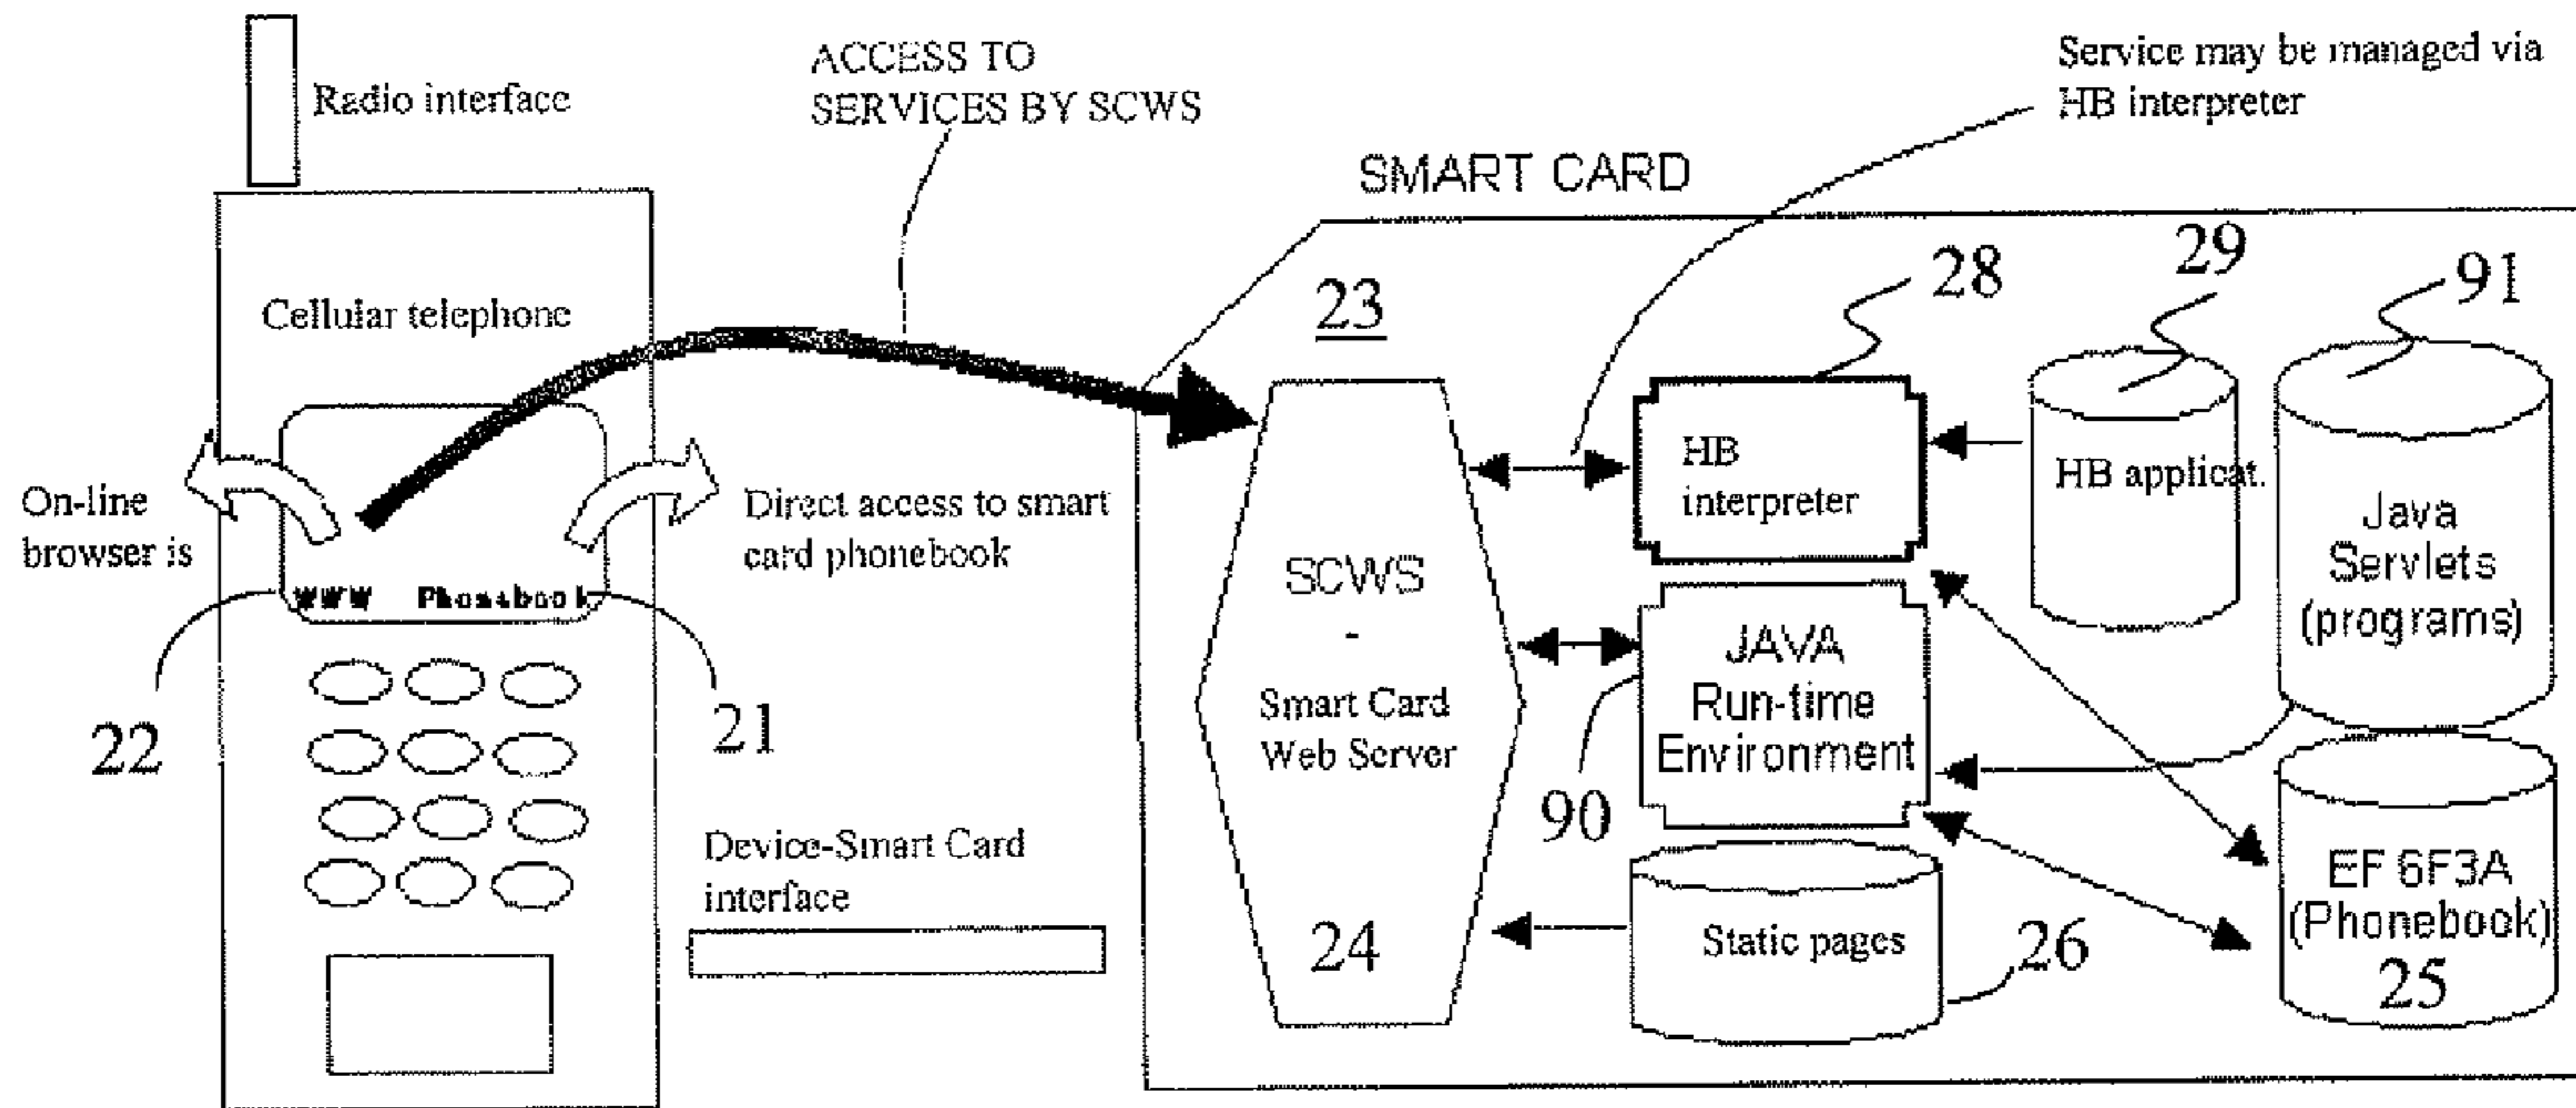 Radio interface
ACCESS TO
SERVICES BY SCWS
Service may be managed via
HB interpreter
SMART CARD
Cellular telephone
23
28
29
91
On-line
browser is
Direct access to smart
card phonebook
HB
interpreter
HB applicat.
Java
Servlets
(programs)
WWW Phonebook
22
21
SCWS
-
Smart Card
Web Server
JAVA
Run-time
Environment
90
Device-Smart Card
interface
24
Static pages
26
EF 6F3A
(Phonebook)
25